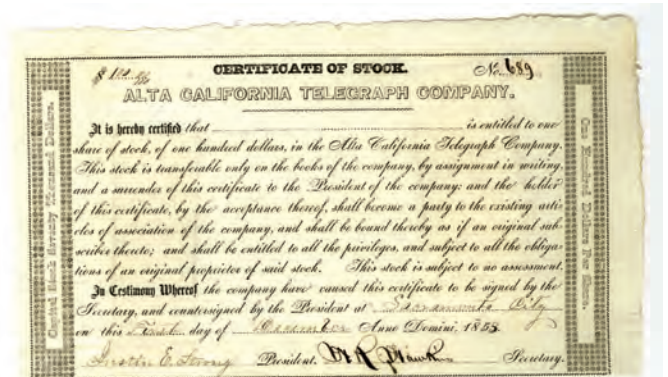 $ 100
CERTIFICATE OF STOCK.
No. 689
ALTA CALIFORNIA TELEGRAPH COMPANY.
It is hereby certified that is entitled to one
share of stock, of one hundred dollars, in the Alta California Telegraph Company.
This stock is transferable only on the books of the company, by assignment in writing,
and a surrender of this certificate to the President of the company: and the holder
of this certificate, by the acceptance thereof, shall become a party to the existing arti-
cles of association of the company, and shall be bound thereby as if an original sub-
scriber thereto; and shall be entitled to all the privileges, and subject to all the obliga-
tions of an original proprietor of said stock. This stock is subject to no assessment.
In Testimony Whereof the company have caused this certificate to be signed by the
Secretary, and countersigned by the President at Sacramento City
on this First day of December Anno Domini, 1855
Justin E. Strong President. Secretary.
Capital Stock Seventy Thousand Dollars.
One Hundred Dollars Per Share.